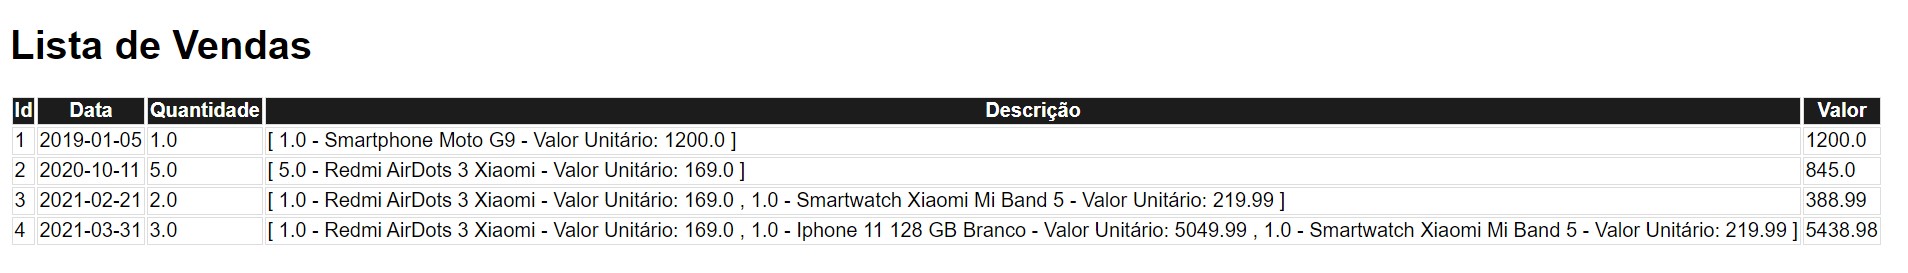 Lista de Vendas
Id Data Quantidade Descrição Valor
1 2019-01-05 1.0 [ 1.0 - Smartphone Moto G9 - Valor Unitário: 1200.0 ] 1200.0
2 2020-10-11 5.0 [ 5.0 - Redmi AirDots 3 Xiaomi - Valor Unitário: 169.0 ] 845.0
3 2021-02-21 2.0 [ 1.0 - Redmi AirDots 3 Xiaomi - Valor Unitário: 169.0 , 1.0 - Smartwatch Xiaomi Mi Band 5 - Valor Unitário: 219.99 ] 388.99
4 2021-03-31 3.0 [ 1.0 - Redmi AirDots 3 Xiaomi - Valor Unitário: 169.0 , 1.0 - Iphone 11 128 GB Branco - Valor Unitário: 5049.99 , 1.0 - Smartwatch Xiaomi Mi Band 5 - Valor Unitário: 219.99 ] 5438.98